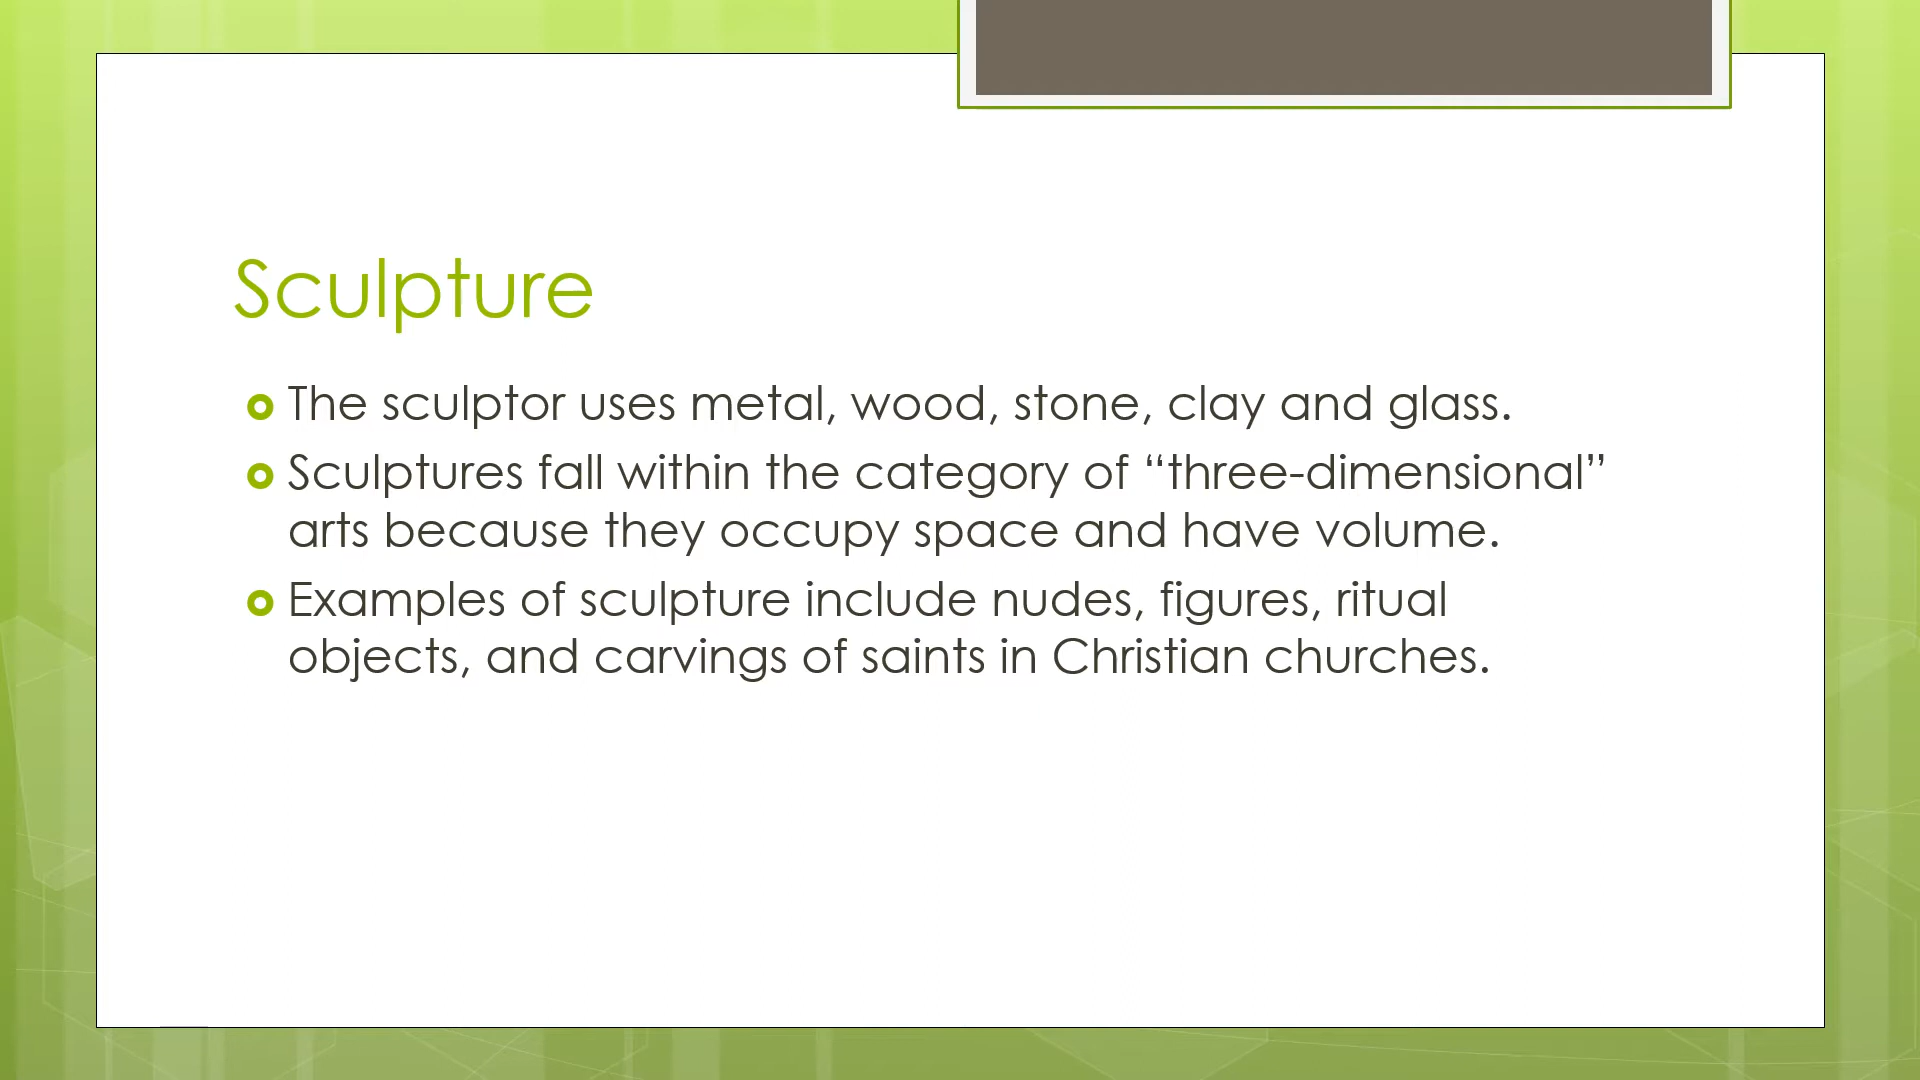 Sculpture
The sculptor uses metal, wood, stone, clay and glass.
Sculptures fall within the category of “three-dimensional”
arts because they occupy space and have volume.
Examples of sculpture include nudes, figures, ritual
objects, and carvings of saints in Christian churches.